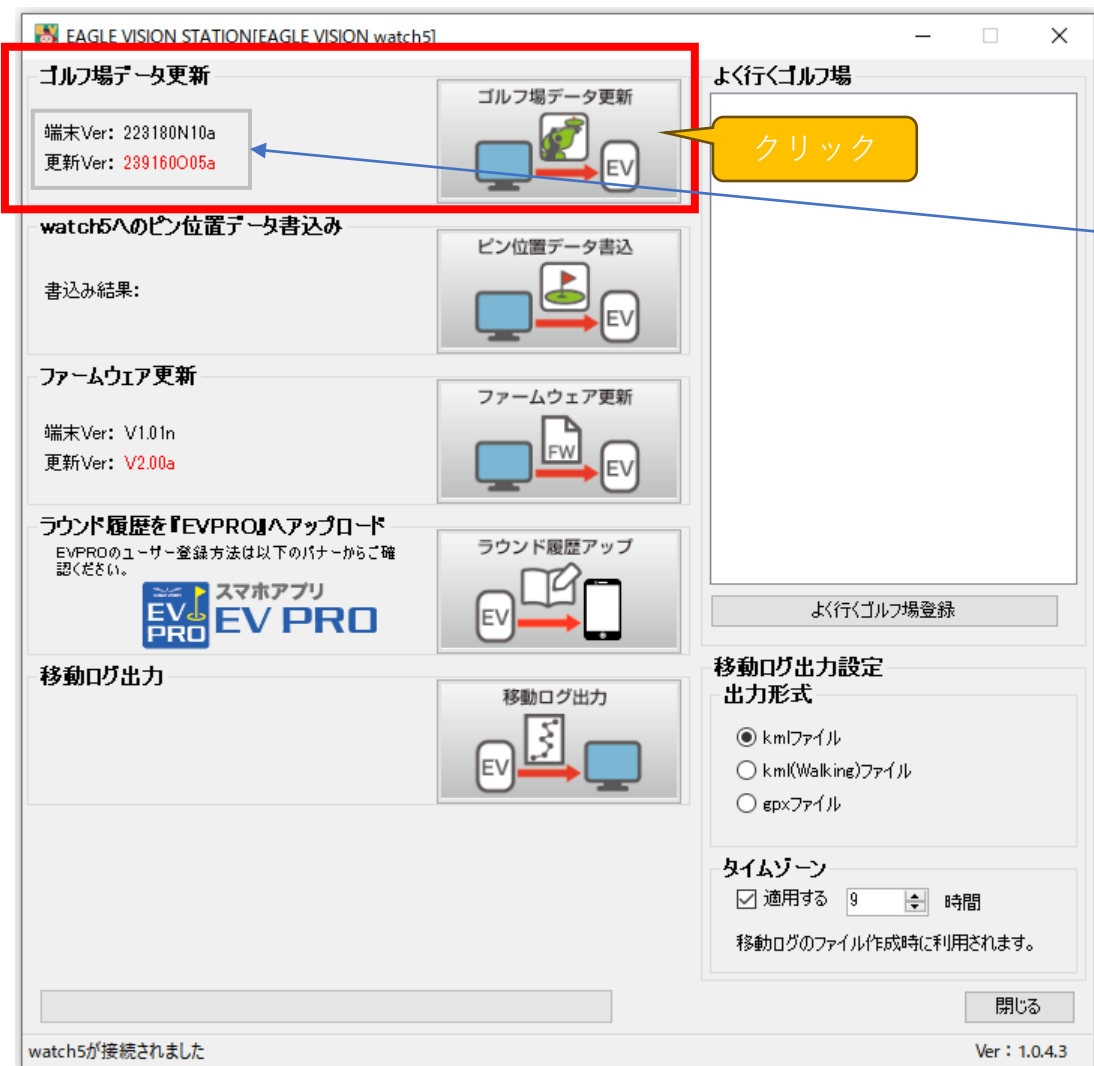 EAGLE VISION STATION[EAGLE VISION watch5]
ゴルフ場データ更新
端末Ver: 223180N10a
更新Ver: 239160O05a
ゴルフ場データ更新
EV
クリック
watch5へのピン位置データ書込み
書込み結果:
ピン位置データ書込
EV
ファームウェア更新
端末Ver: V1.01n
更新Ver: V2.00a
ファームウェア更新
FW
EV
ラウンド履歴を『EVPRO』へアップロード
EVPROのユーザー登録方法は以下のバナーからご確
認ください。
EV
PRO
スマホアプリ
EV PRO
ラウンド履歴アップ
EV
移動ログ出力
移動ログ出力
EV
よく行くゴルフ場
よく行くゴルフ場登録
移動ログ出力設定
出力形式
kmlファイル
kml(Walking)ファイル
gpxファイル
タイムゾーン
適用する 9 時間
移動ログのファイル作成時に利用されます。
閉じる
watch5が接続されました
Ver：1.0.4.3